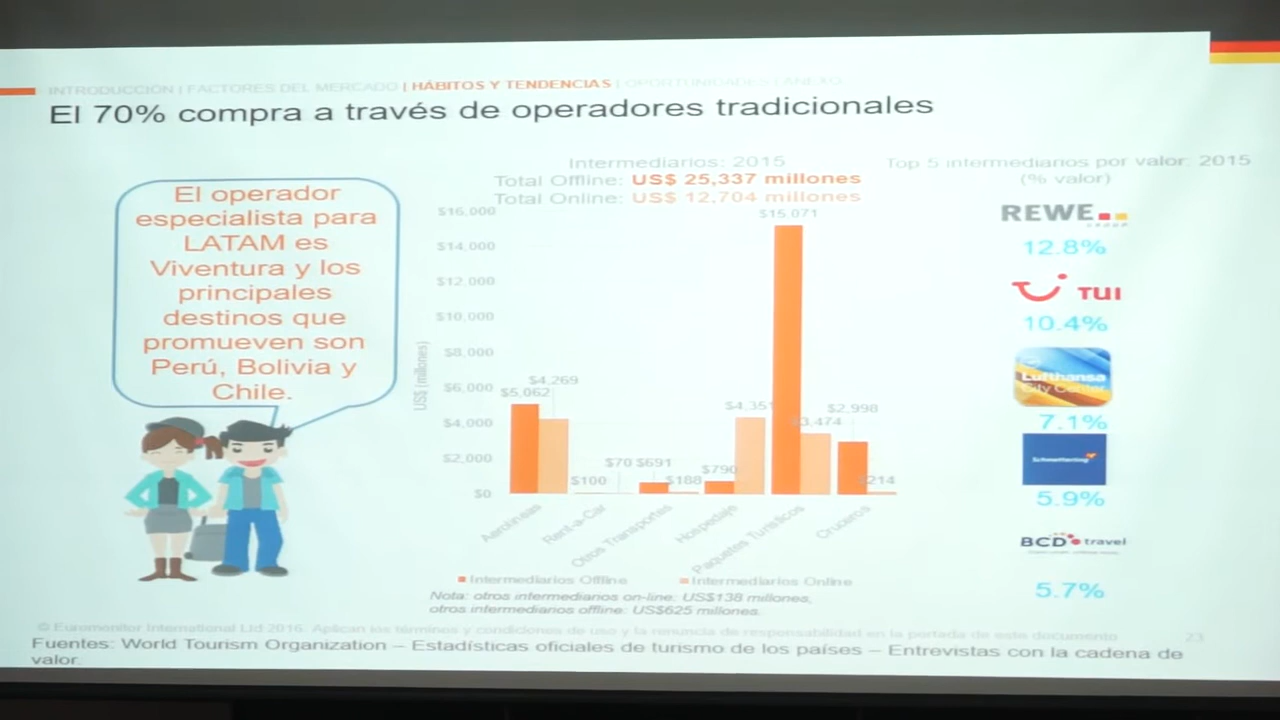 INTRODUCCIÓN | FACTORES DEL MERCADO | HÁBITOS Y TENDENCIAS | OPORTUNIDADES | ANEXO
El 70% compra a través de operadores tradicionales
El operador
especialista para
LATAM es
Viventura y los
principales
destinos que
promueven son
Perú, Bolivia y
Chile.
Intermediarios: 2015
Total Offline: US$ 25,337 millones
Total Online: US$ 12,704 millones
US$ (millones)
$16,000
$14,000
$12,000
$10,000
$8,000
$6,000
$4,000
$2,000
$0
$5,062
$4,269
$100
$70
$691
$188
$790
$4,351
$15,071
$3,474
$2,998
$214
Aerolíneas
Rent-a-Car
Otros Transportes
Hospedaje
Paquetes Turísticos
Cruceros
Intermediarios Offline
Intermediarios Online
Nota: otros intermediarios on-line: US$138 millones;
otros intermediarios offline: US$625 millones.
Top 5 intermediarios por valor: 2015
(% valor)
REWE
GROUP
12.8%
TUI
10.4%
Lufthansa
City Center
7.1%
5.9%
BCD travel
5.7%
© Euromonitor International Ltd 2016. Aplican los términos y condiciones de uso y la renuncia de responsabilidad en la portada de este documento
23
Fuentes: World Tourism Organization – Estadísticas oficiales de turismo de los países – Entrevistas con la cadena de
valor.